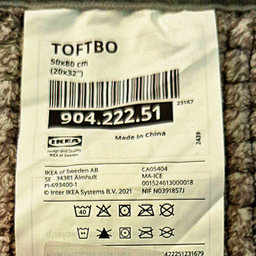 TOFTBO
50x80 cm
(20x32")
904.222.51
23147
IKEA
Made in China
2439
Design and Quality
IKEA of Sweden
IKEA of Sweden AB
SE - 34381 Älmhult
PI-693400-1
© Inter IKEA Systems B.V. 2021
CA05404
MA-ICE
001524613000018
NIF N0391857J
40
422251231679